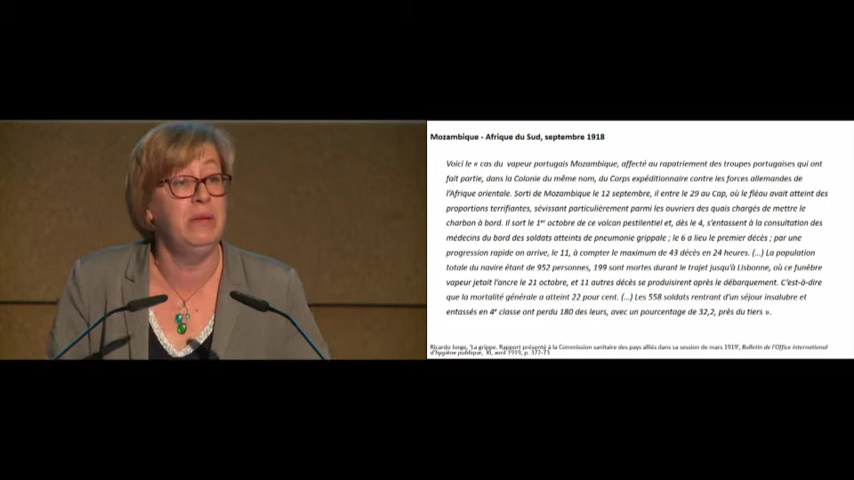 Mozambique - Afrique du Sud, septembre 1918
Voici le « cas du vapeur portugais Mozambique, affecté au rapatriement des troupes portugaises qui ont
fait partie, dans la Colonie du même nom, du Corps expéditionnaire contre les forces allemandes de
l'Afrique orientale. Sorti de Mozambique le 12 septembre, il entre le 29 au Cap, où le fléau avait atteint des
proportions terrifiantes, sévissant particulièrement parmi les ouvriers des quais chargés de mettre le
charbon à bord. Il sort le 1er octobre de ce volcan pestilentiel et, dès le 4, s'entassent à la consultation des
médecins du bord des soldats atteints de pneumonie grippale ; le 6 a lieu le premier décès ; par une
progression rapide on arrive, le 11, à compter le maximum de 43 décès en 24 heures. (...) La population
totale du navire étant de 952 personnes, 199 sont mortes durant le trajet jusqu'à Lisbonne, où ce funèbre
vapeur jetait l'ancre le 21 octobre, et 11 autres décès se produisirent après le débarquement. C'est-à-dire
que la mortalité générale a atteint 22 pour cent. (...) Les 558 soldats rentrant d'un séjour insalubre et
entassés en 4e classe ont perdu 180 des leurs, avec un pourcentage de 32,2, près du tiers ».
Ricardo Jorge, 'La grippe. Rapport présenté à la Commission sanitaire des pays alliés dans sa session de mars 1919', Bulletin de l'Office international
d'hygiène publique, XI, avril 1919, p. 372-73